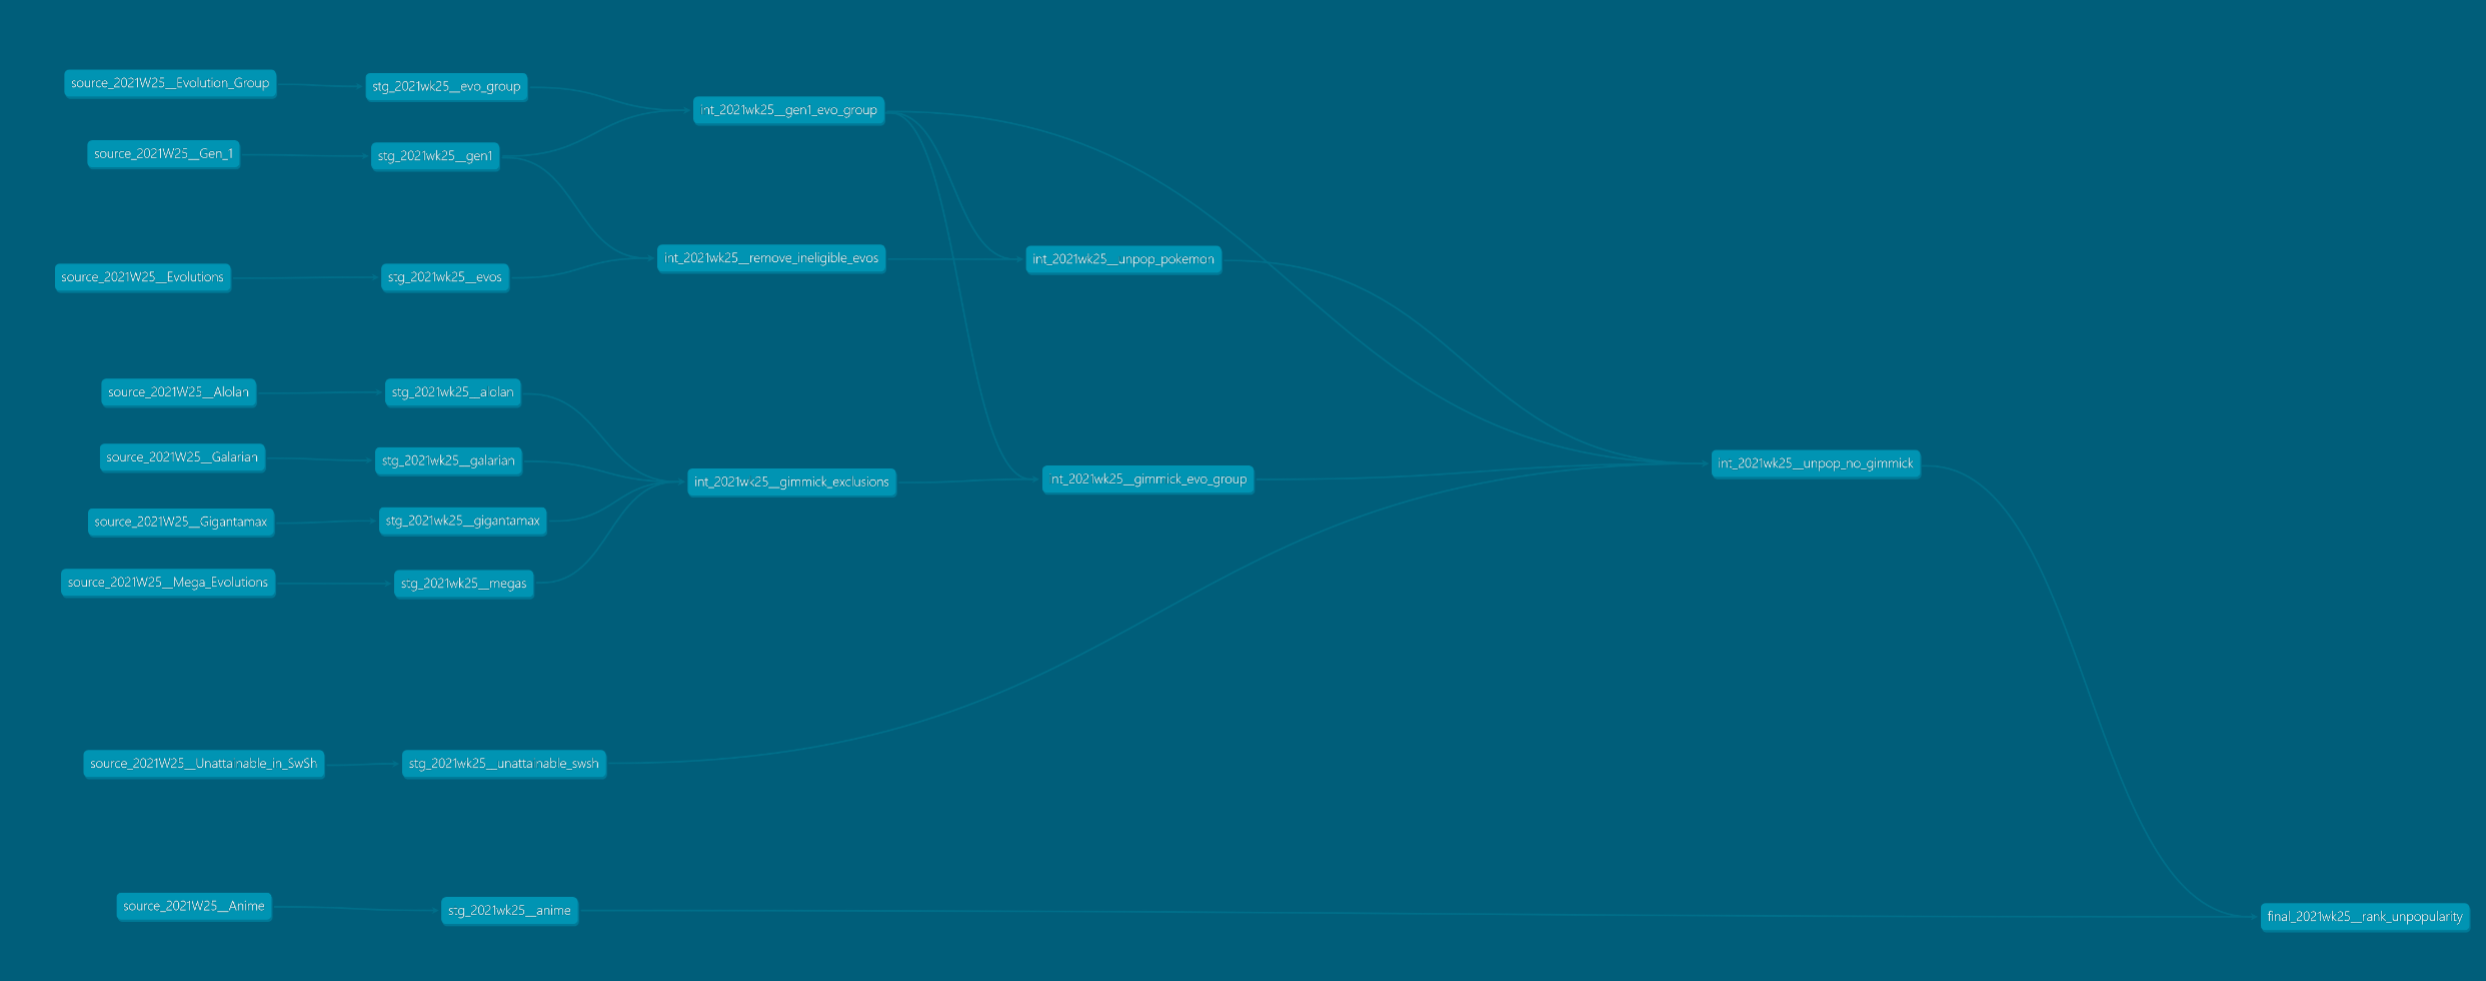 source_2021W25__Evolution_Group
stg_2021wk25__evo_group
int_2021wk25__gen1_evo_group
source_2021W25__Gen_1
stg_2021wk25__gen1
int_2021wk25__remove_ineligible_evos
int_2021wk25__unpop_pokemon
source_2021W25__Evolutions
stg_2021wk25__evos
source_2021W25__Alolan
stg_2021wk25__alolan
source_2021W25__Galarian
stg_2021wk25__galarian
int_2021wk25__gimmick_exclusions
nt_2021wk25__gimmick_evo_group
int_2021wk25__unpop_no_gimmick
source_2021W25__Gigantamax
stg_2021wk25__gigantamax
source_2021W25__Mega_Evolutions
stg_2021wk25__megas
source_2021W25__Unattainable_in_SwSh
stg_2021wk25__unattainable_swsh
source_2021W25__Anime
stg_2021wk25__anime
final_2021wk25__rank_unpopularity